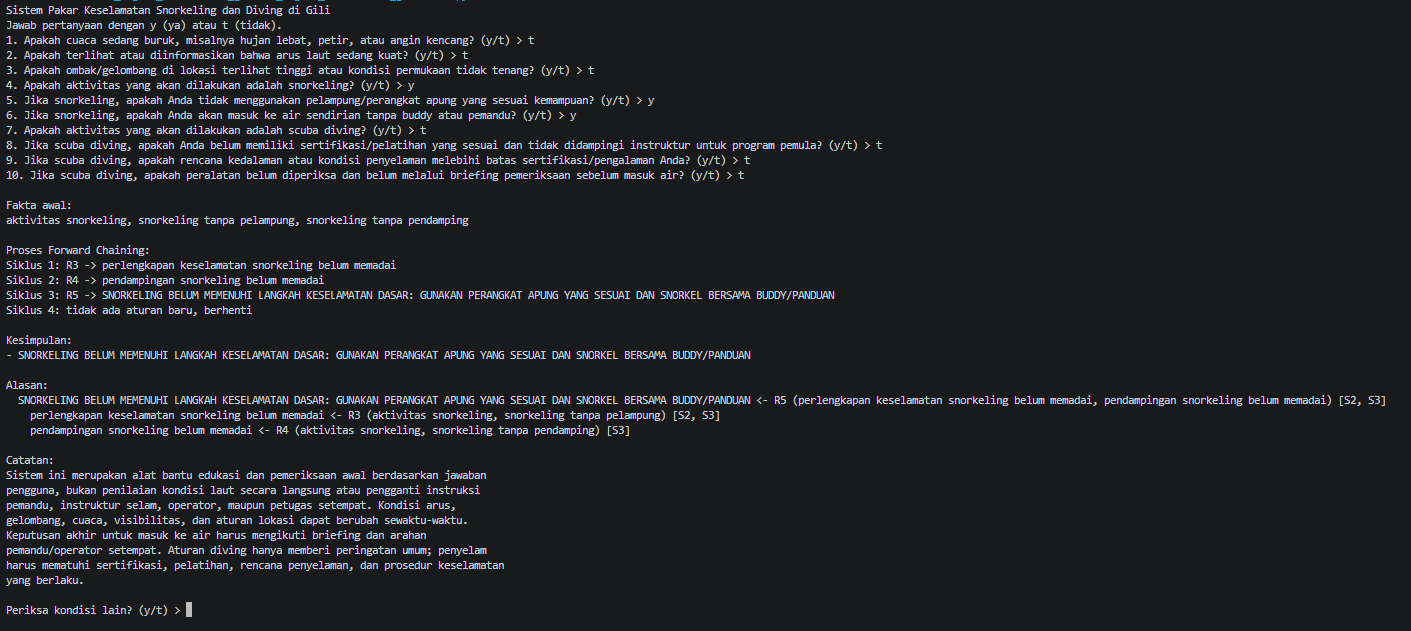 Sistem Pakar Keselamatan Snorkeling dan Diving di Gili
Jawab pertanyaan dengan y (ya) atau t (tidak).
1. Apakah cuaca sedang buruk, misalnya hujan lebat, petir, atau angin kencang? (y/t) > t
2. Apakah terlihat atau diinformasikan bahwa arus laut sedang kuat? (y/t) > t
3. Apakah ombak/gelombang di lokasi terlihat tinggi atau kondisi permukaan tidak tenang? (y/t) > t
4. Apakah aktivitas yang akan dilakukan adalah snorkeling? (y/t) > y
5. Jika snorkeling, apakah Anda tidak menggunakan pelampung/perangkat apung yang sesuai kemampuan? (y/t) > y
6. Jika snorkeling, apakah Anda akan masuk ke air sendirian tanpa buddy atau pemandu? (y/t) > y
7. Apakah aktivitas yang akan dilakukan adalah scuba diving? (y/t) > t
8. Jika scuba diving, apakah Anda belum memiliki sertifikasi/pelatihan yang sesuai dan tidak didampingi instruktur untuk program pemula? (y/t) > t
9. Jika scuba diving, apakah rencana kedalaman atau kondisi penyelaman melebihi batas sertifikasi/pengalaman Anda? (y/t) > t
10. Jika scuba diving, apakah peralatan belum diperiksa dan belum melalui briefing pemeriksaan sebelum masuk air? (y/t) > t
Fakta awal:
aktivitas snorkeling, snorkeling tanpa pelampung, snorkeling tanpa pendamping
Proses Forward Chaining:
Siklus 1: R3 -> perlengkapan keselamatan snorkeling belum memadai
Siklus 2: R4 -> pendampingan snorkeling belum memadai
Siklus 3: R5 -> SNORKELING BELUM MEMENUHI LANGKAH KESELAMATAN DASAR: GUNAKAN PERANGKAT APUNG YANG SESUAI DAN SNORKEL BERSAMA BUDDY/PANDUAN
Siklus 4: tidak ada aturan baru, berhenti
Kesimpulan:
- SNORKELING BELUM MEMENUHI LANGKAH KESELAMATAN DASAR: GUNAKAN PERANGKAT APUNG YANG SESUAI DAN SNORKEL BERSAMA BUDDY/PANDUAN
Alasan:
SNORKELING BELUM MEMENUHI LANGKAH KESELAMATAN DASAR: GUNAKAN PERANGKAT APUNG YANG SESUAI DAN SNORKEL BERSAMA BUDDY/PANDUAN <- R5 (perlengkapan keselamatan snorkeling belum memadai, pendampingan snorkeling belum memadai) [S2, S3]
perlengkapan keselamatan snorkeling belum memadai <- R3 (aktivitas snorkeling, snorkeling tanpa pelampung) [S2, S3]
pendampingan snorkeling belum memadai <- R4 (aktivitas snorkeling, snorkeling tanpa pendamping) [S3]
Catatan:
Sistem ini merupakan alat bantu edukasi dan pemeriksaan awal berdasarkan jawaban
pengguna, bukan penilaian kondisi laut secara langsung atau pengganti instruksi
pemandu, instruktur selam, operator, maupun petugas setempat. Kondisi arus,
gelombang, cuaca, visibilitas, dan aturan lokasi dapat berubah sewaktu-waktu.
Keputusan akhir untuk masuk ke air harus mengikuti briefing dan arahan
pemandu/operator setempat. Aturan diving hanya memberi peringatan umum; penyelam
harus mematuhi sertifikasi, pelatihan, rencana penyelaman, dan prosedur keselamatan
yang berlaku.
Periksa kondisi lain? (y/t) >